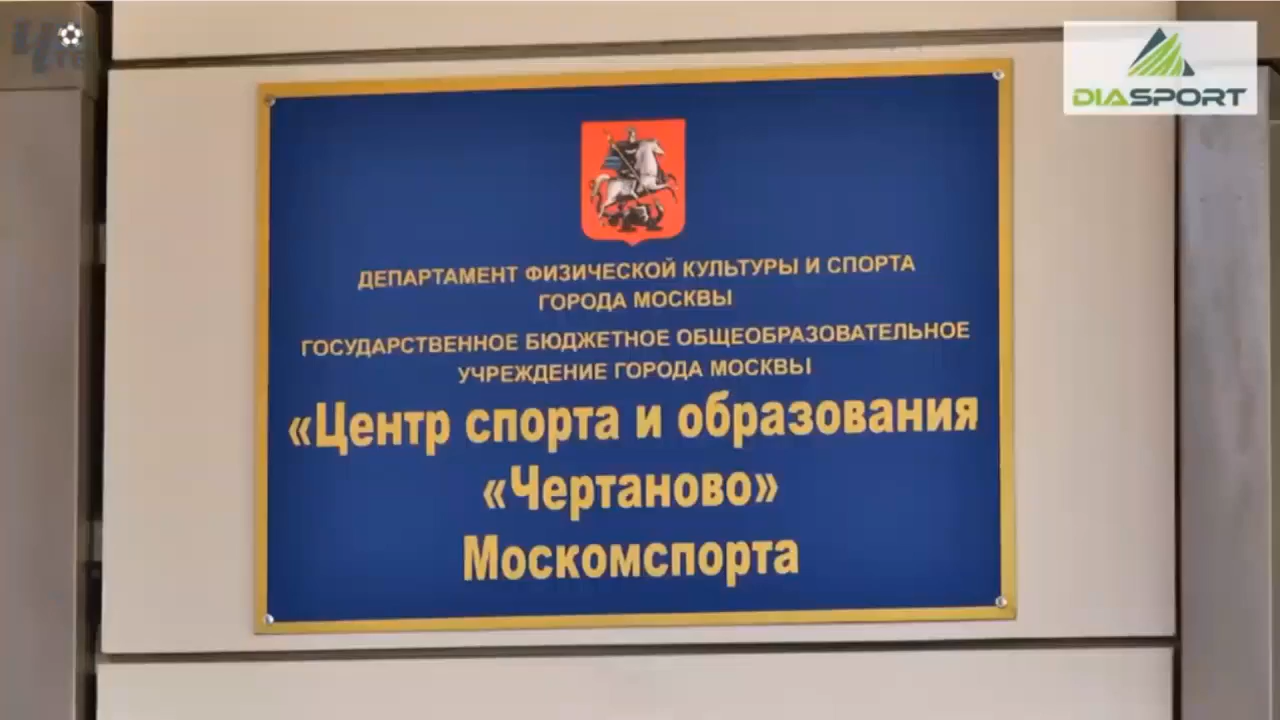 DIASPORT
ДЕПАРТАМЕНТ ФИЗИЧЕСКОЙ КУЛЬТУРЫ И СПОРТА
ГОРОДА МОСКВЫ
ГОСУДАРСТВЕННОЕ БЮДЖЕТНОЕ ОБЩЕОБРАЗОВАТЕЛЬНОЕ
УЧРЕЖДЕНИЕ ГОРОДА МОСКВЫ
«Центр спорта и образования
«Чертаново»
Москомспорта